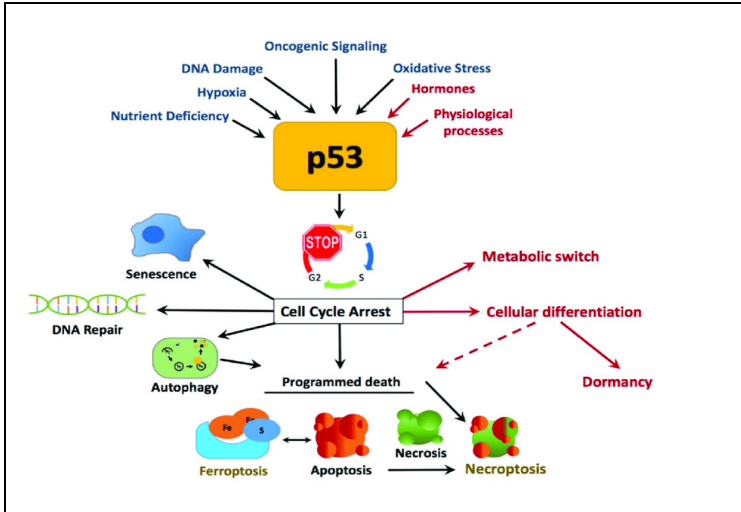 Oncogenic Signaling
DNA Damage
Oxidative Stress
Hypoxia
Hormones
Nutrient Deficiency
Physiological
processes
p53
STOP
G1
G2
S
Senescence
Metabolic switch
DNA Repair
Cell Cycle Arrest
Cellular differentiation
Autophagy
Programmed death
Dormancy
Fe
Fe
S
Necrosis
Ferroptosis
Apoptosis
Necroptosis